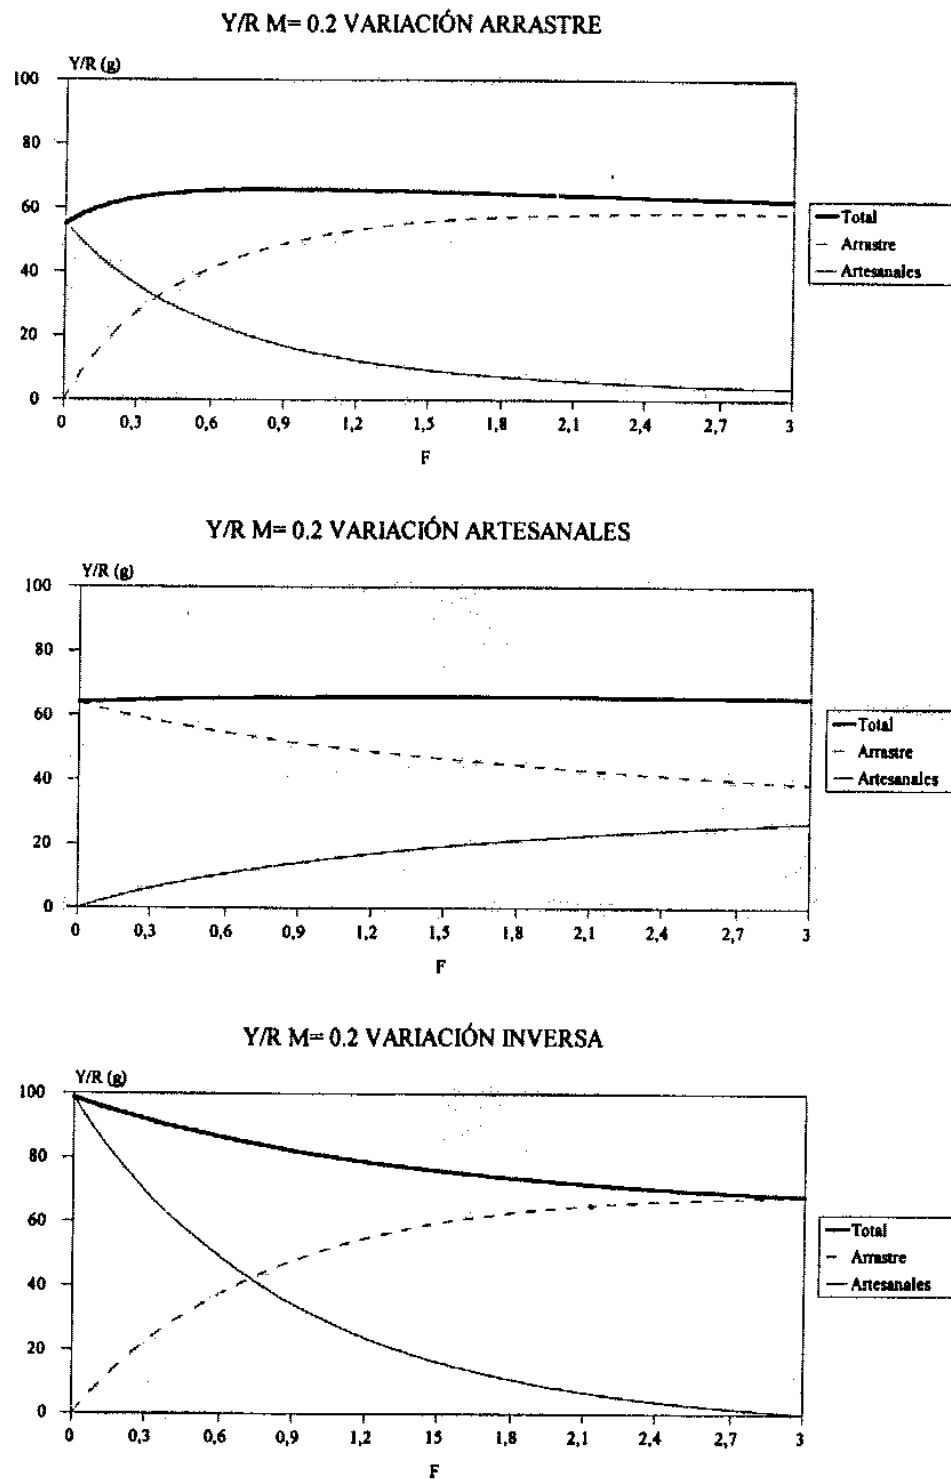 Y/R M= 0.2 VARIACIÓN ARRASTRE
Y/R (g)
100
80
60
40
20
0
0 0,3 0,6 0,9 1,2 1,5 1,8 2,1 2,4 2,7 3
F
Total
Arrastre
Artesanales
Y/R M= 0.2 VARIACIÓN ARTESANALES
Y/R (g)
100
80
60
40
20
0
0 0,3 0,6 0,9 1,2 1,5 1,8 2,1 2,4 2,7 3
F
Total
Arrastre
Artesanales
Y/R M= 0.2 VARIACIÓN INVERSA
Y/R (g)
100
80
60
40
20
0
0 0,3 0,6 0,9 1,2 15 1,8 2,1 2,4 2,7 3
F
Total
Arrastre
Artesanales